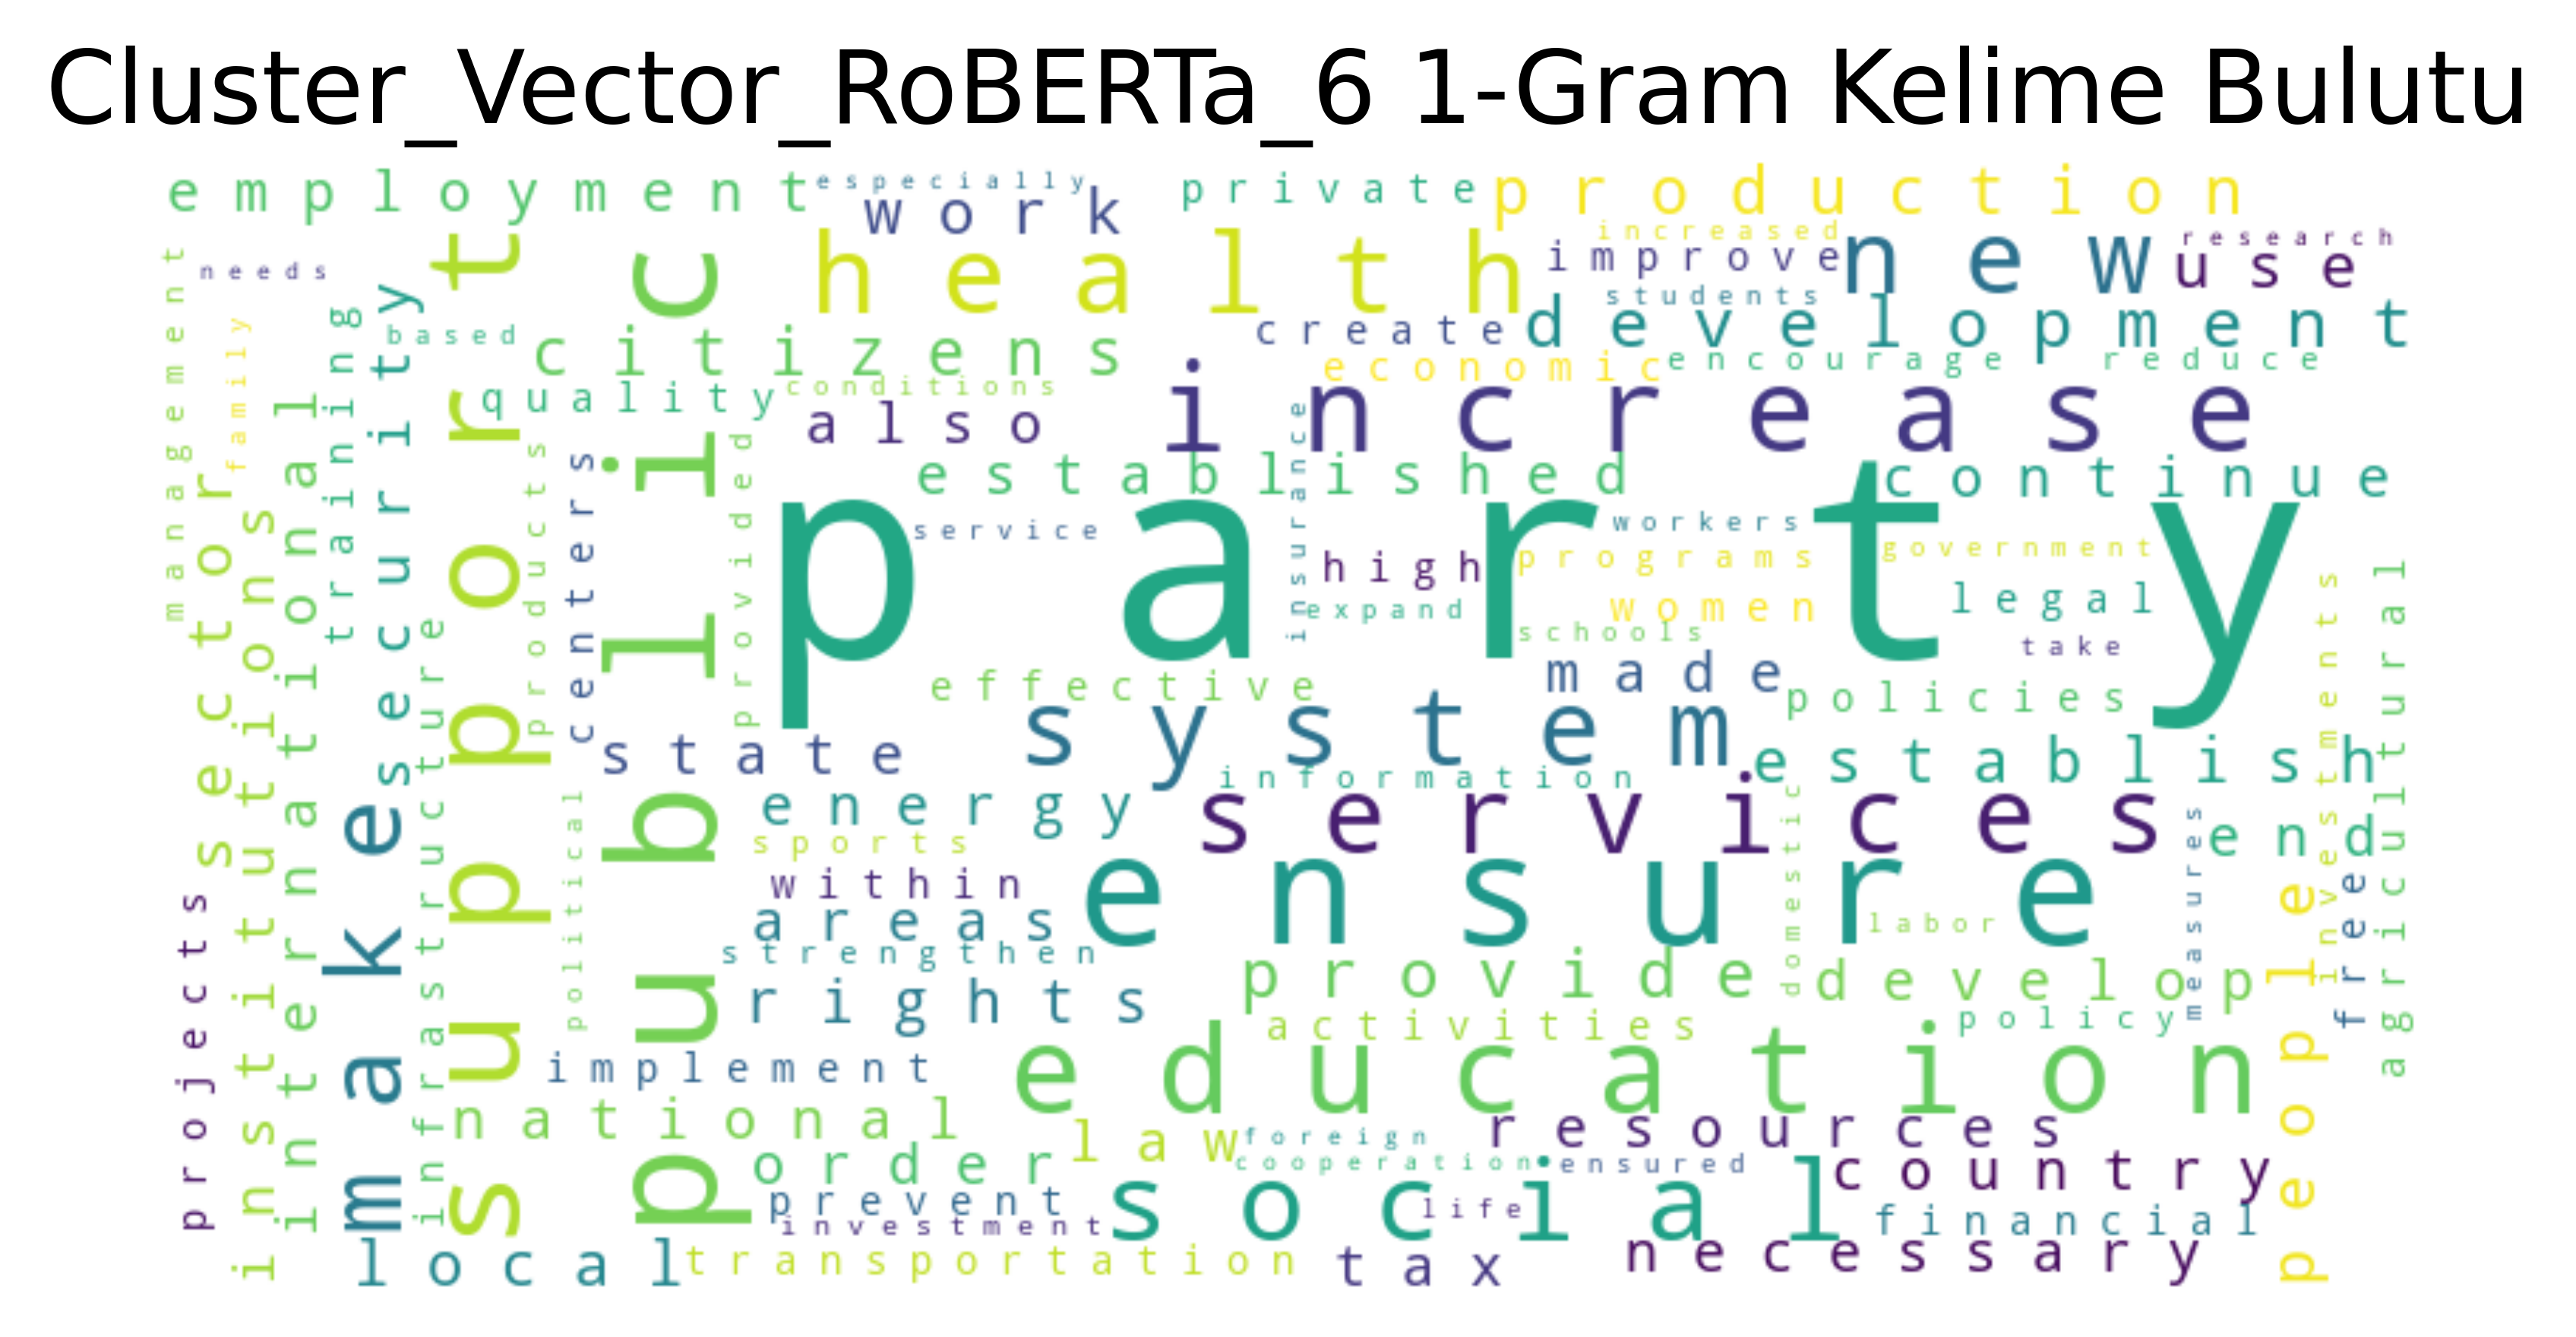 Cluster_Vector_RoBERTa_6 1-Gram Kelime Bulutu
employment
especially
work
private
production
increased
research
health
improve
new
use
needs
students
management
family
training
security
support
public
based
citizens
create
development
economic
encourage
reduce
quality
conditions
also
increase
insurance
established
continue
sector
institutions
international
products
centers
provided
party
service
workers
high
programs
government
expand
women
legal
schools
take
effective
made
policies
investments
agricultural
infrastructure
state
system
establish
information
political
energy
services
domestic
measures
end
sports
within
ensure
areas
labor
free
people
strengthen
provide
develop
projects
make
rights
activities
policy
implement
education
national
law
foreign
resources
order
cooperation
ensured
country
prevent
social
life
investment
financial
local
transportation
tax
necessary